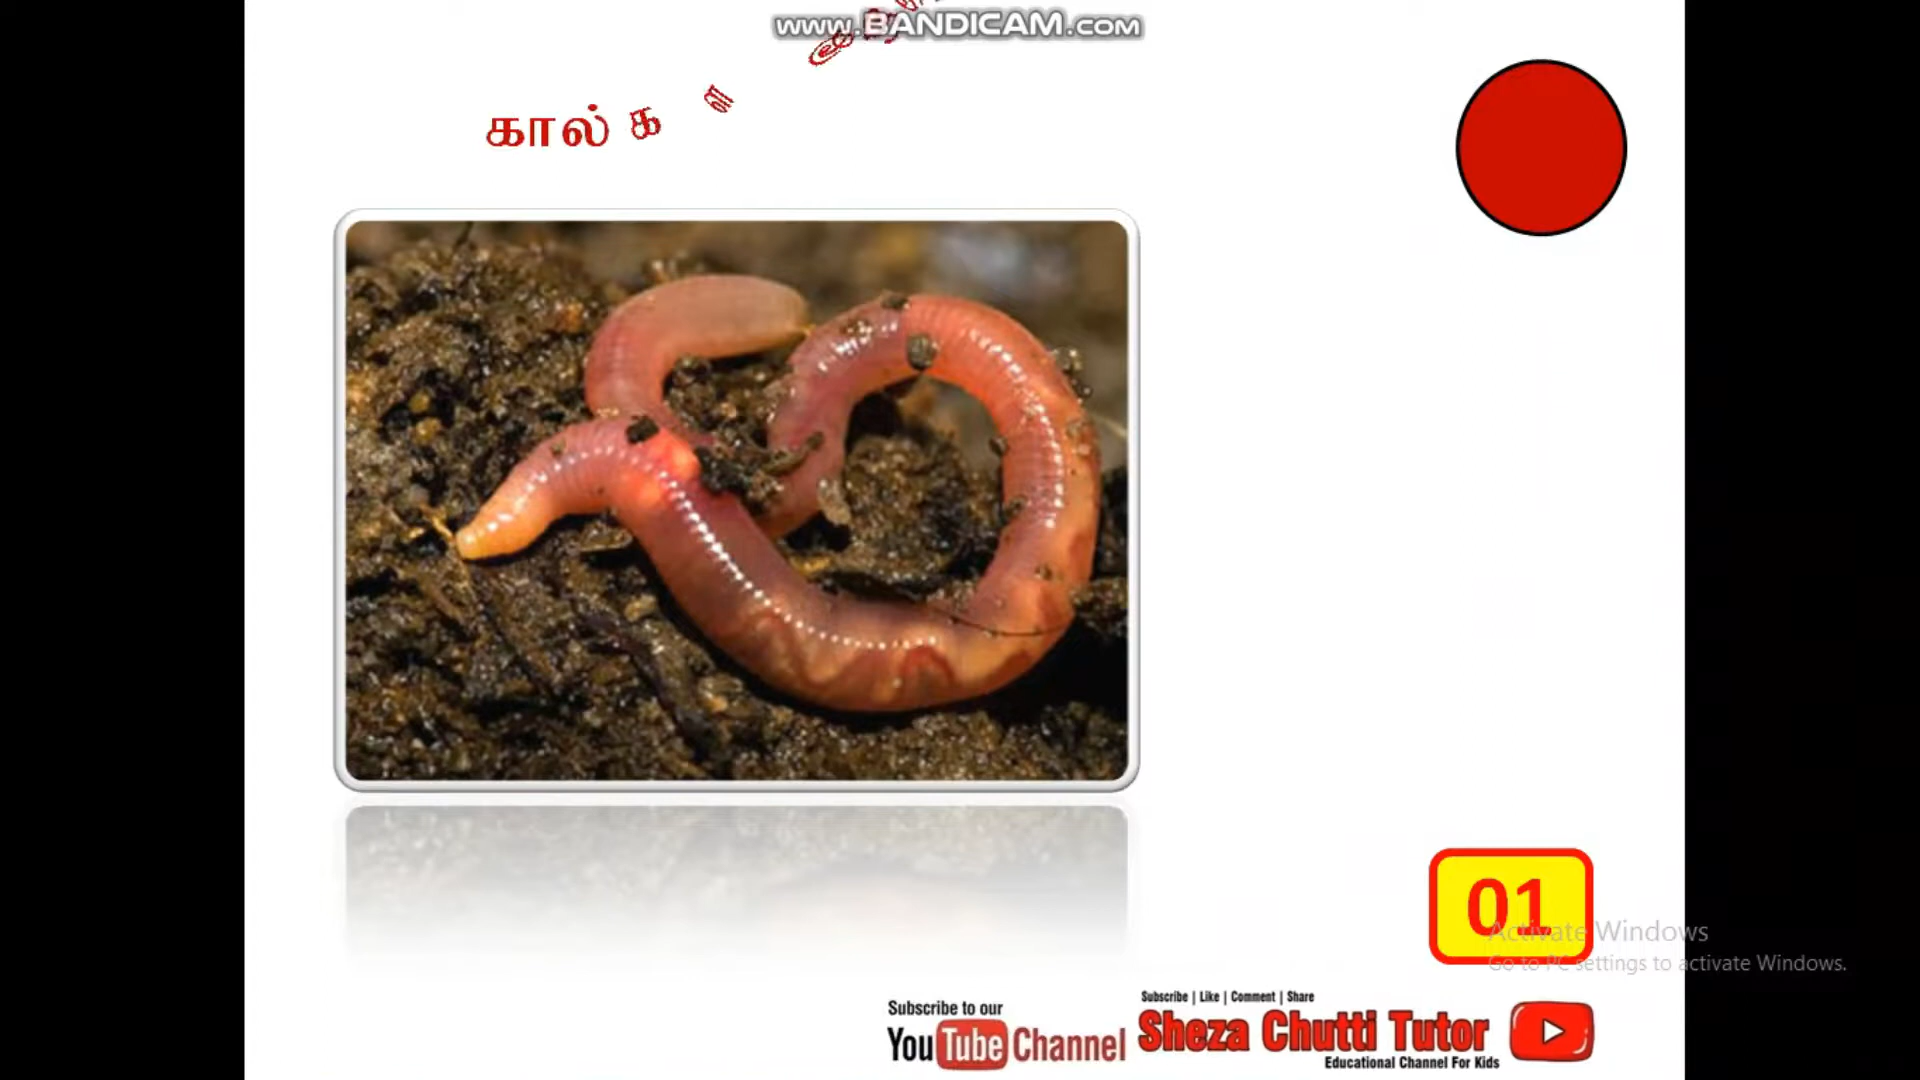 www.BANDICAM.com
கால்க
01
Activate Windows
Go to PC settings to activate Windows.
Subscribe | Like | Comment | Share
Subscribe to our
YouTube Channel
Sheza Chutti Tutor
Educational Channel For Kids